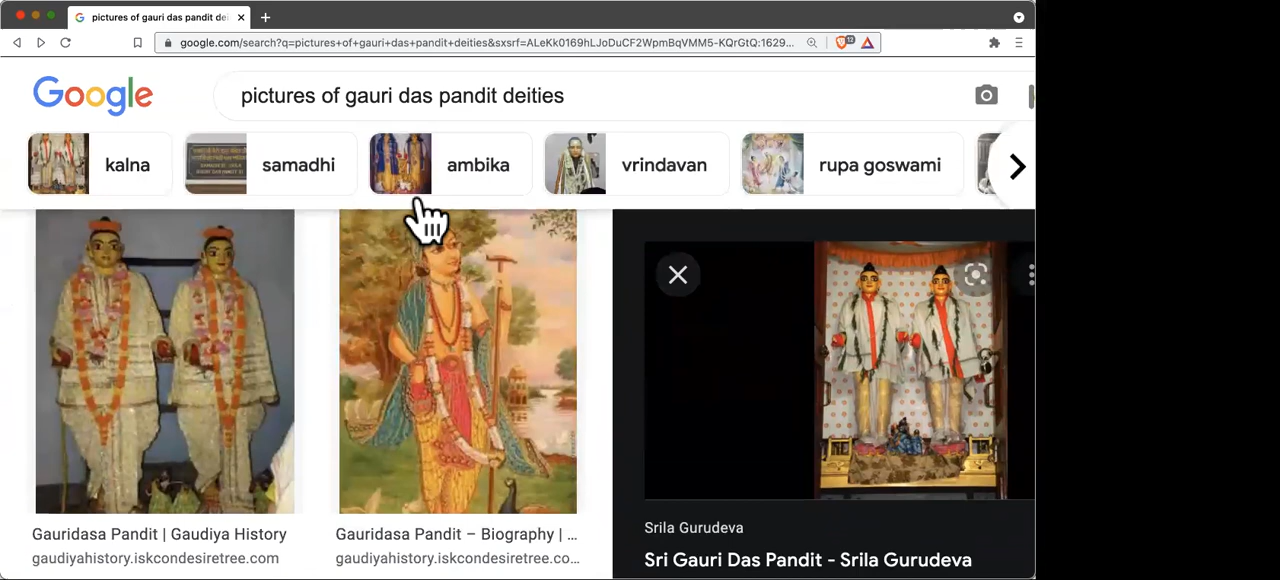 pictures of gauri das pandit dei
google.com/search?q=pictures+of+gauri+das+pandit+deities&sxsrf=ALeKk0169hLJoDuCF2WpmBqVMM5-KQrGtQ:1629...
12
Google
pictures of gauri das pandit deities
kalna
samadhi
ambika
vrindavan
rupa goswami
Gauridasa Pandit | Gaudiya History
gaudiyahistory.iskcondesiretree.com
Gauridasa Pandit – Biography | ...
gaudiyahistory.iskcondesiretree.co...
Srila Gurudeva
Sri Gauri Das Pandit - Srila Gurudeva